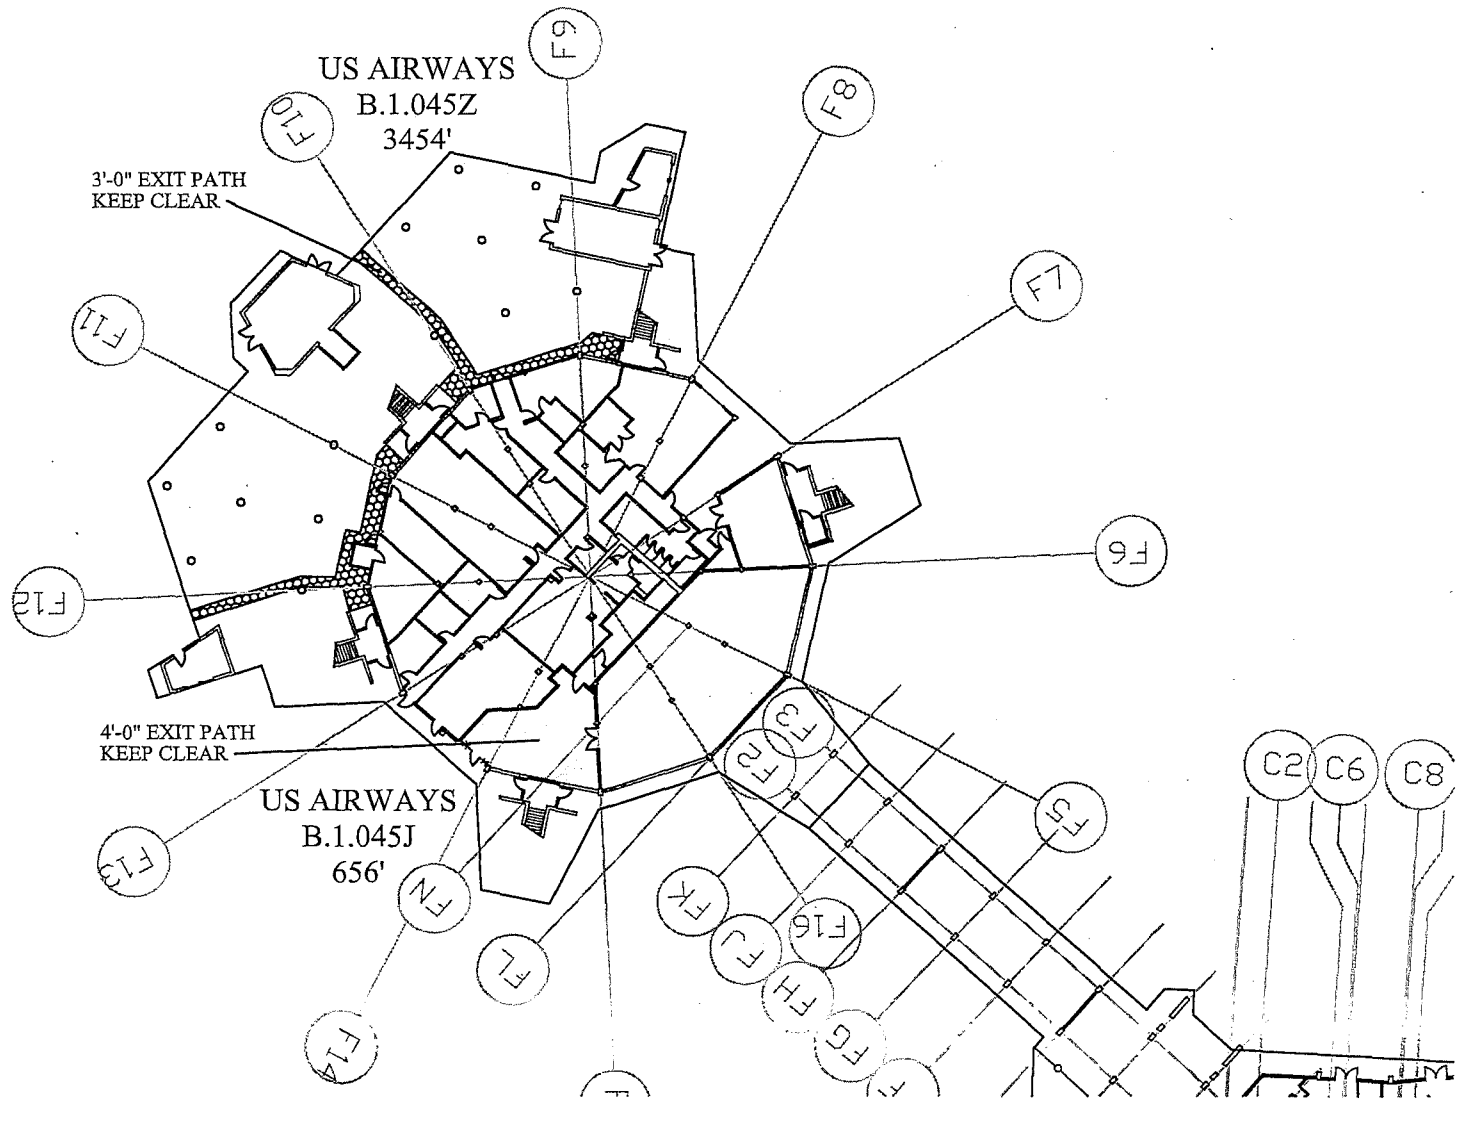 F9
US AIRWAYS
B.1.045Z
3454'
F8
F10
3'-0" EXIT PATH
KEEP CLEAR
F7
F11
F6
F12
F3
F2
4'-0" EXIT PATH
KEEP CLEAR
C2
C6
C8
US AIRWAYS
B.1.045J
656'
F5
F13
FN
FK
F16
FJ
FL
FH
FG
F14